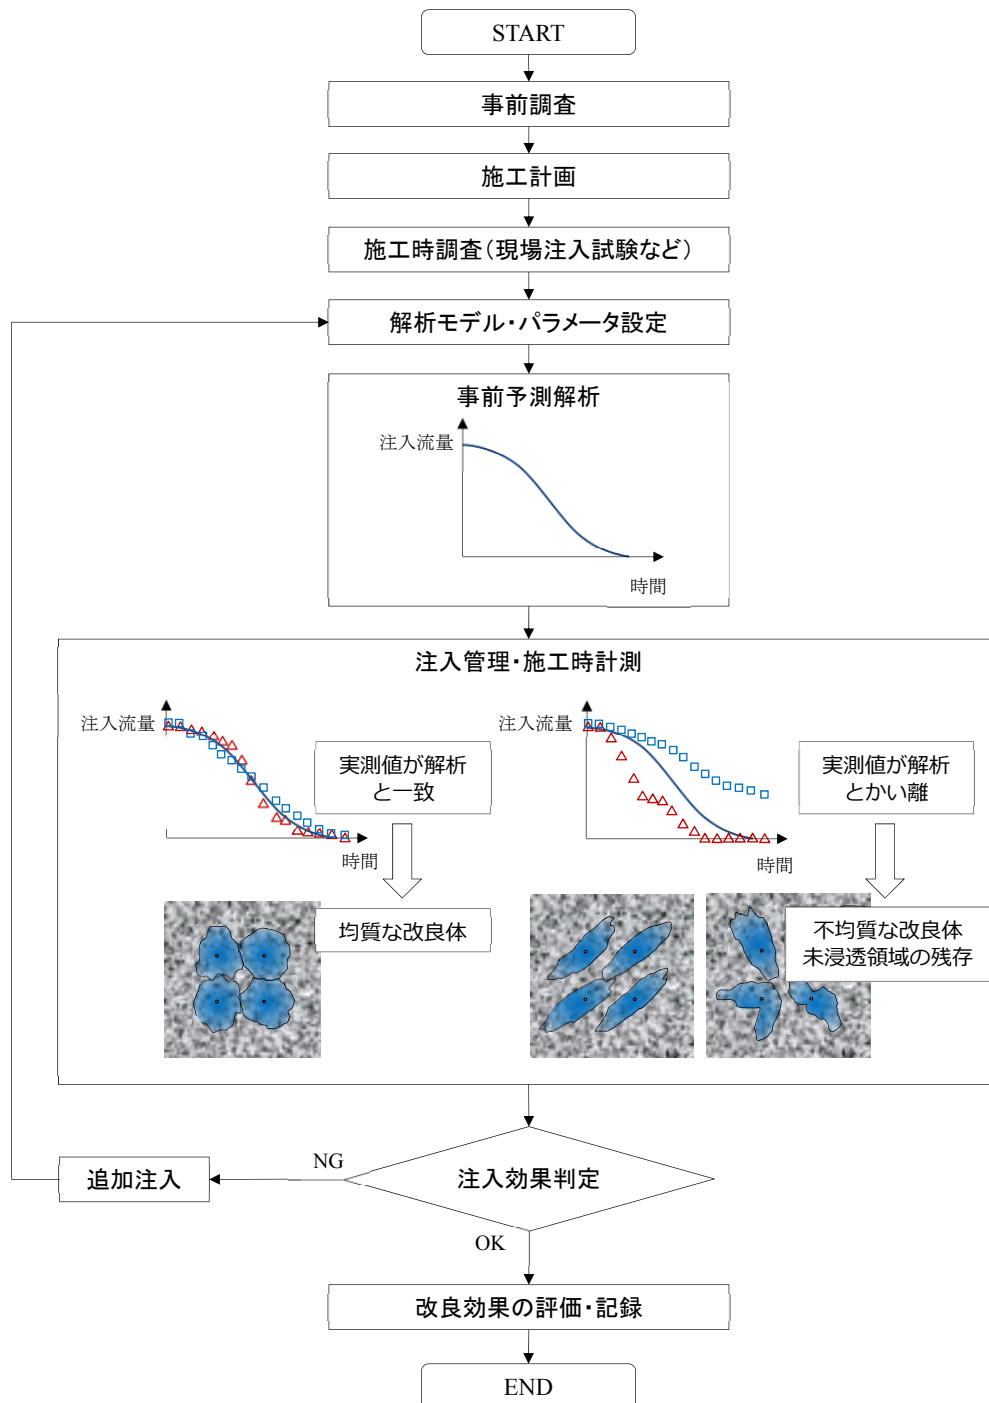 START
事前調査
施工計画
施工時調査(現場注入試験など)
解析モデル・パラメータ設定
事前予測解析
注入流量
時間
注入管理・施工時計測
注入流量
実測値が解析
と一致
時間
均質な改良体
注入流量
実測値が解析
とかい離
時間
不均質な改良体
未浸透領域の残存
注入効果判定
NG
追加注入
OK
改良効果の評価・記録
END